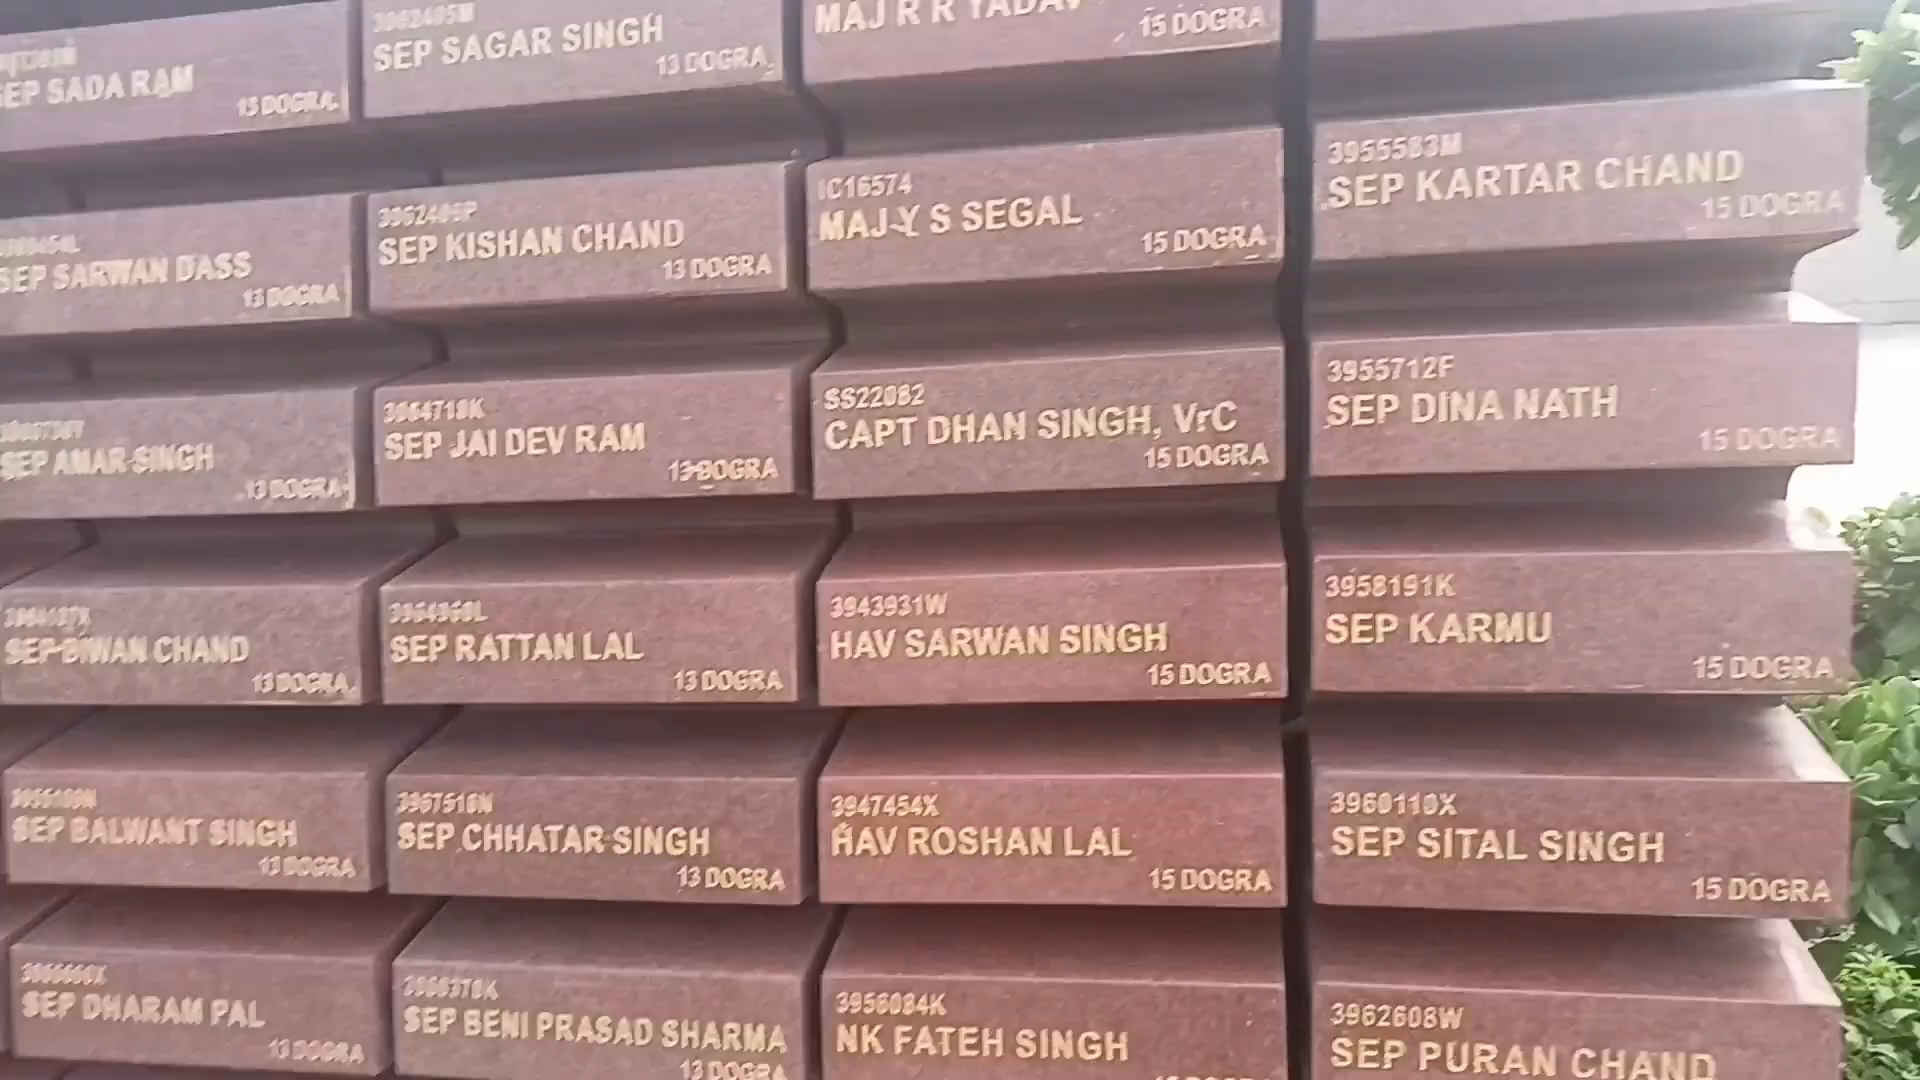 SEP SADA RAM
13 DOGRA
3962405M
SEP SAGAR SINGH
13 DOGRA
MAJ R R YADAV
15 DOGRA
SEP SARWAN DASS
13 DOGRA
SEP KISHAN CHAND
13 DOGRA
IC16574
MAJ Y S SEGAL
15 DOGRA
3955583M
SEP KARTAR CHAND
15 DOGRA
SEP AMAR SINGH
13 DOGRA
3964718K
SEP JAI DEV RAM
13 DOGRA
SS22082
CAPT DHAN SINGH, VrC
15 DOGRA
3955712F
SEP DINA NATH
15 DOGRA
SEP DIWAN CHAND
13 DOGRA
SEP RATTAN LAL
13 DOGRA
3943931W
HAV SARWAN SINGH
15 DOGRA
3958191K
SEP KARMU
15 DOGRA
SEP BALWANT SINGH
13 DOGRA
3967516N
SEP CHHATAR SINGH
13 DOGRA
3947454X
HAV ROSHAN LAL
15 DOGRA
3960110X
SEP SITAL SINGH
15 DOGRA
SEP DHARAM PAL
13 DOGRA
SEP BENI PRASAD SHARMA
13 DOGRA
3956084K
NK FATEH SINGH
3962608W
SEP PURAN CHAND